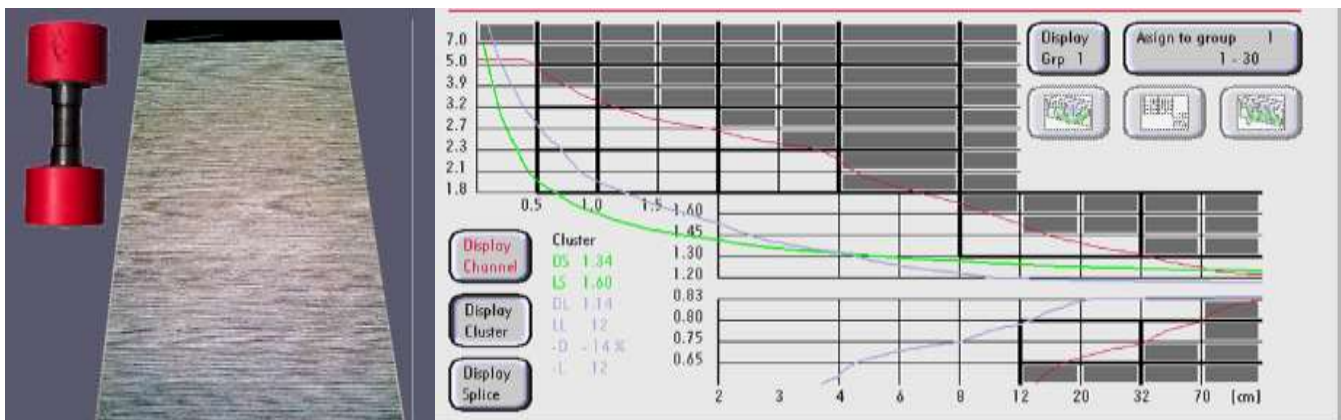 Display
Grp 1
Assign to group 1
1 - 30
7.0
5.0
3.9
3.2
2.7
2.3
2.1
1.8
0.5 1.0 1.5
1.60
1.45
1.30
1.20
0.83
0.80
0.75
0.65
Display
Channel
Display
Cluster
Display
Splice
Cluster
DS 1.34
LS 1.60
DL 1.14
LL 12
-D - 14 %
-L 12
2 3 4 6 8 12 20 32 70 [cm]